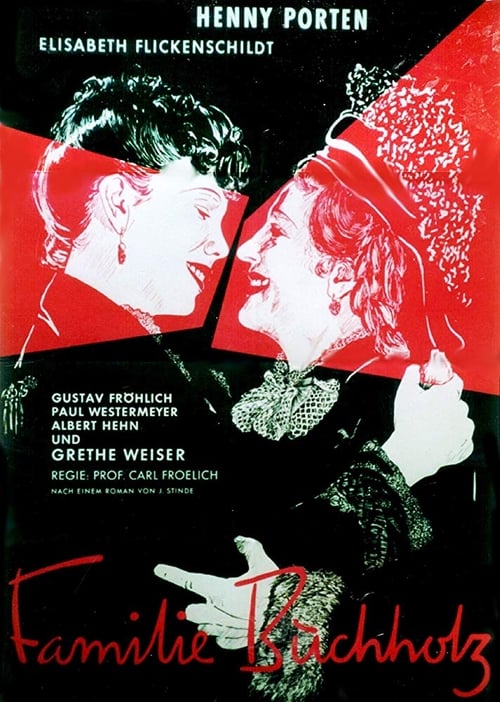 HENNY PORTEN
ELISABETH FLICKENSCHILDT
GUSTAV FRÖHLICH
PAUL WESTERMEYER
ALBERT HEHN
UND
GRETHE WEISER
REGIE: PROF. CARL FROELICH
NACH EINEM ROMAN VON J. STINDE
Familie Buchholz